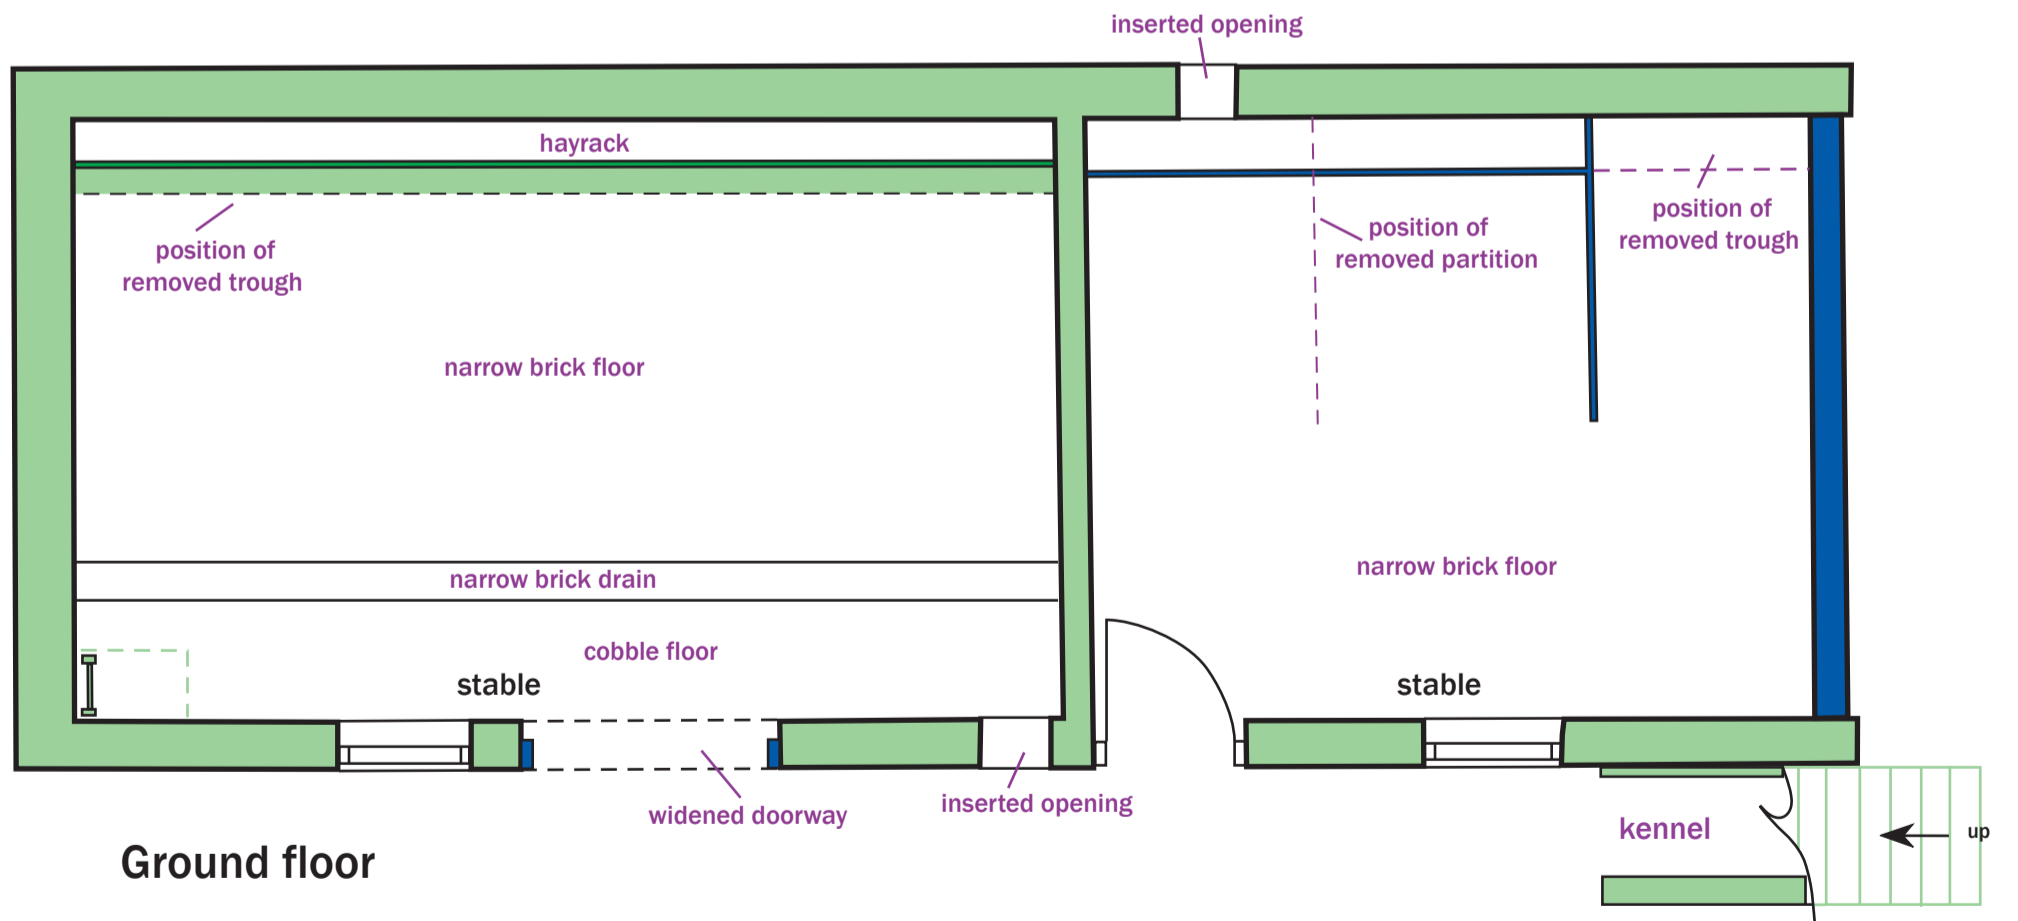 inserted opening
hayrack
position of
removed trough
position of
removed partition
position of
removed trough
narrow brick floor
narrow brick drain
narrow brick floor
cobble floor
stable
stable
widened doorway
inserted opening
kennel
up
Ground floor